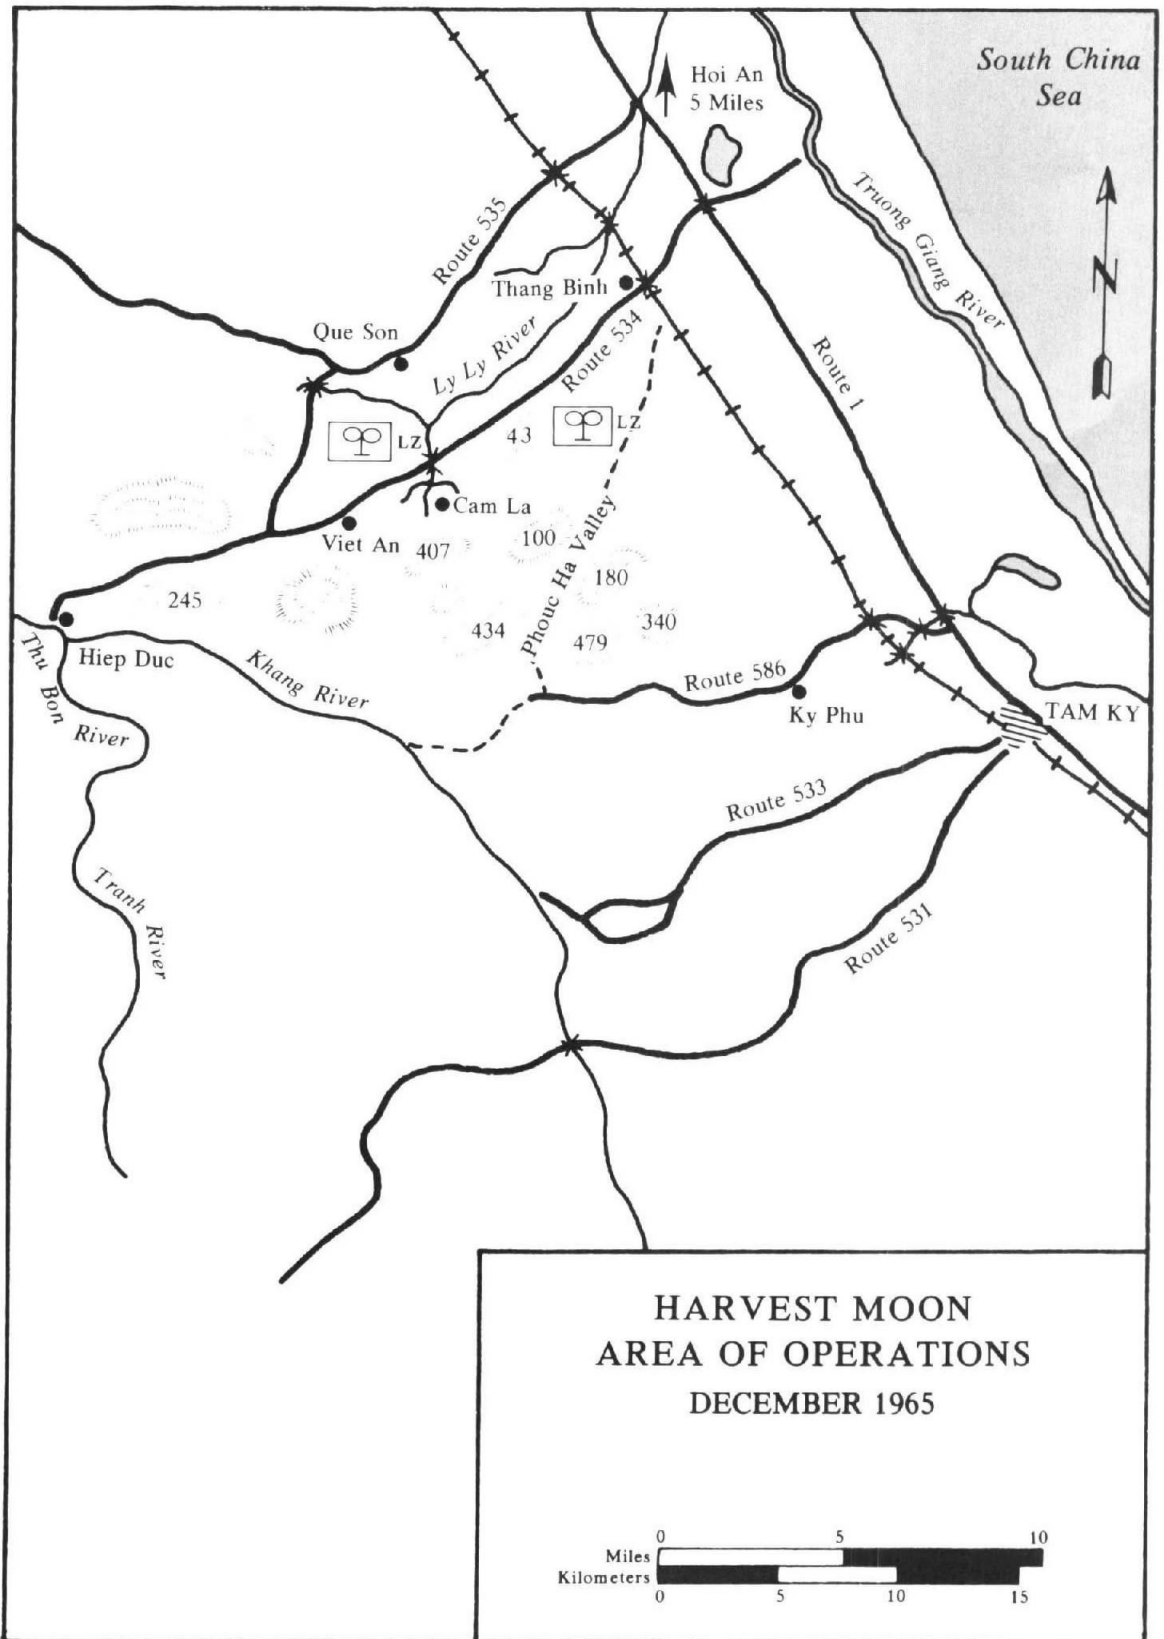 South China
Sea
Hoi An
5 Miles
Truong Giang River
N
Route 535
Thang Binh
Que Son
Ly Ly River
Route 534
Route 1
LZ
43
LZ
Cam La
Viet An
407
100
Phouc Ha Valley
180
245
434
479
340
Hiep Duc
Thu Bon River
Khang River
Route 586
Ky Phu
TAM KY
Route 533
Tranh River
Route 531
HARVEST MOON
AREA OF OPERATIONS
DECEMBER 1965
0 5 10
Miles
Kilometers
0 5 10 15